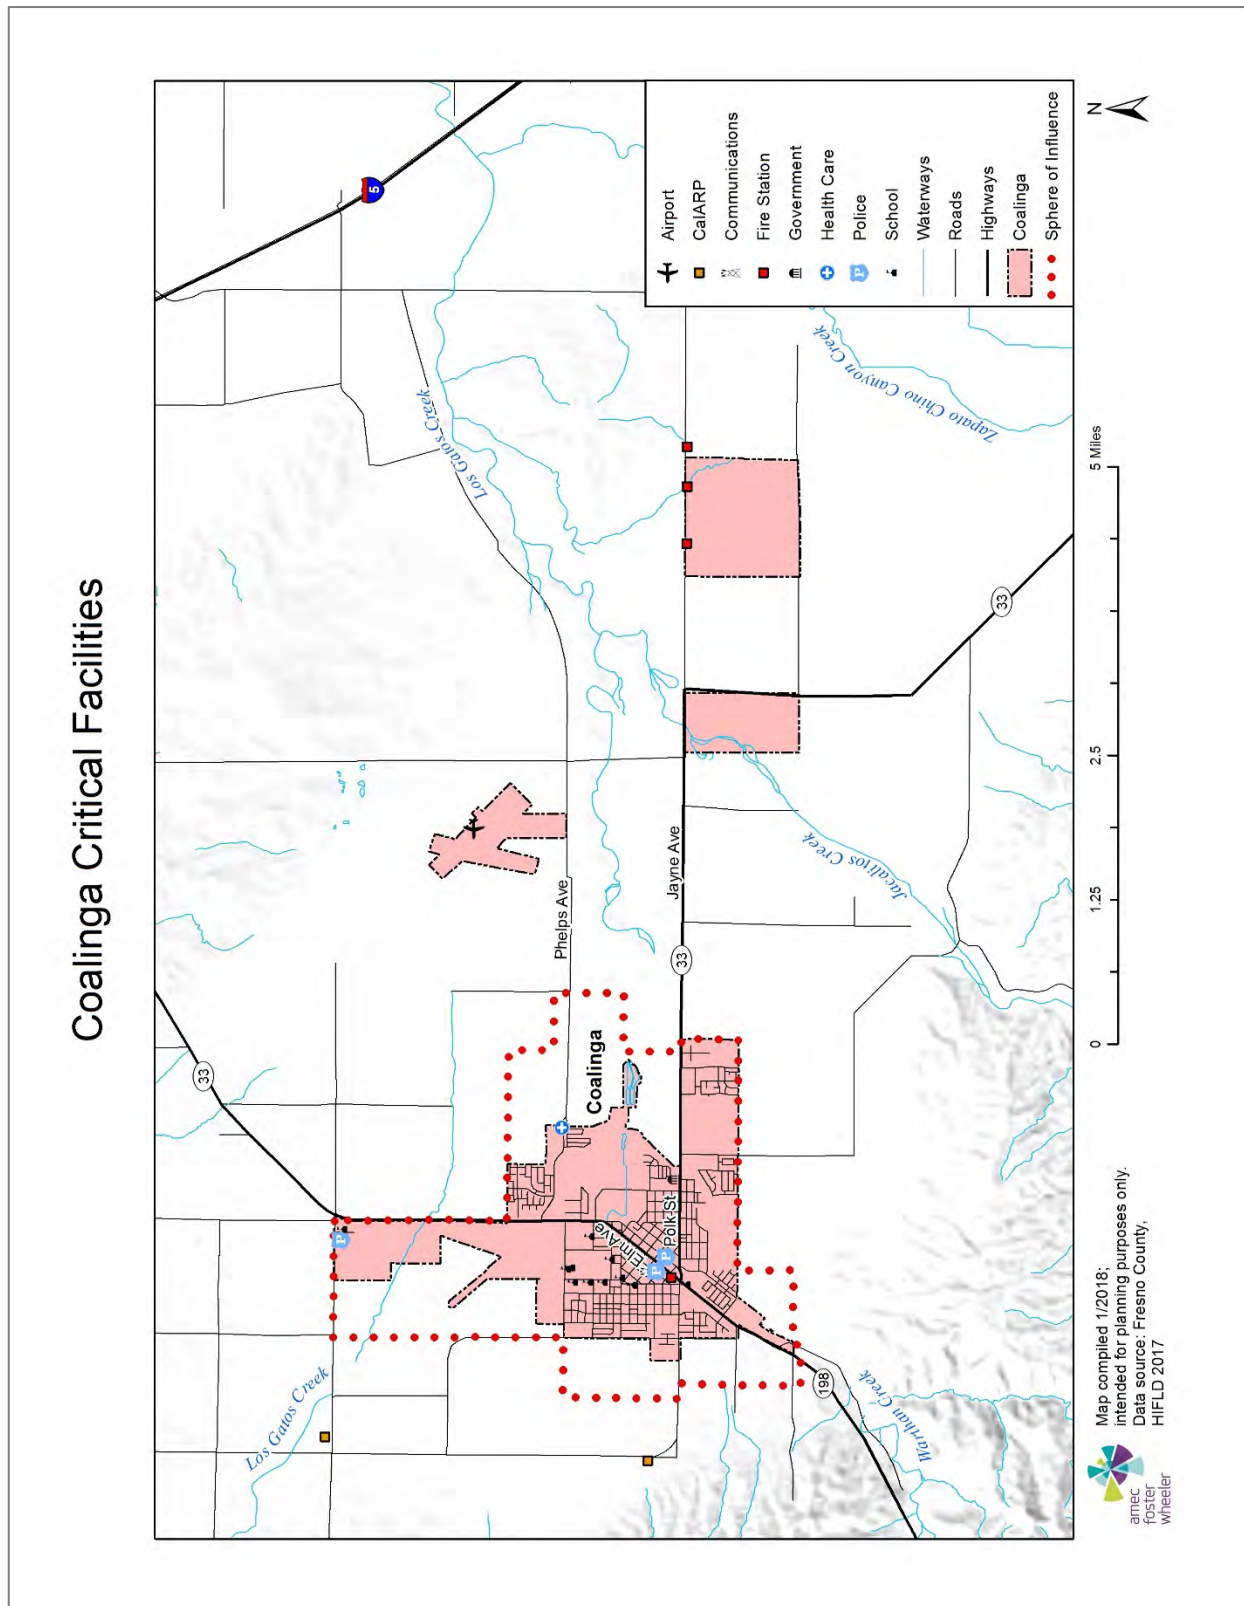 Coalinga Critical Facilities
33
5
Los Gatos Creek
Los Gatos Creek
Phelps Ave
Coalinga
Elm Ave
Polk St
Jayne Ave
33
198
33
Warthan Creek
Jacalitos Creek
Zapato Chino Canyon Creek
P
P
P
Airport
CalARP
Communications
Fire Station
Government
Health Care
P
Police
School
Waterways
Roads
Highways
Coalinga
Sphere of Influence
amec
foster
wheeler
Map compiled 1/2018;
intended for planning purposes only.
Data source: Fresno County,
HIFLD 2017
0
1.25
2.5
5 Miles
N